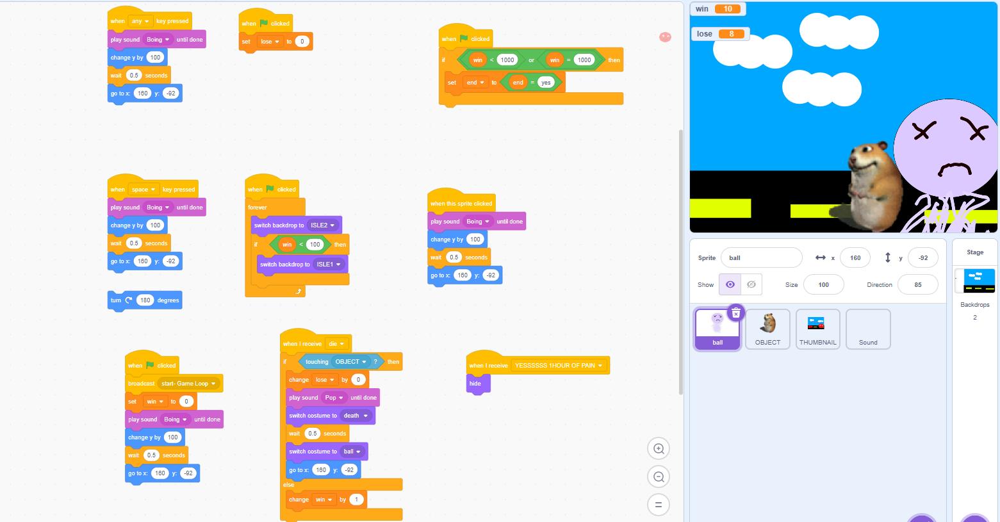 when any key pressed
play sound Boing until done
change y by 100
wait 0.5 seconds
go to x: 160 y: -92
when clicked
set lose to 0
when clicked
if win < 1000 or win = 1000 then
set end to end = yes
when space key pressed
play sound Boing until done
change y by 100
wait 0.5 seconds
go to x: 160 y: -92
turn 180 degrees
when clicked
forever
switch backdrop to ISLE2
if win < 100 then
switch backdrop to ISLE1
when this sprite clicked
play sound Boing until done
change y by 100
wait 0.5 seconds
go to x: 160 y: -92
when clicked
broadcast start- Game Loop
set win to 0
play sound Boing until done
change y by 100
wait 0.5 seconds
go to x: 160 y: -92
when I receive die
if touching OBJECT ? then
change lose by 0
play sound Pop until done
switch costume to death
wait 0.5 seconds
switch costume to ball
go to x: 160 y: -92
else
change win by 1
when I receive YESSSSSS 1HOUR OF PAIN
hide
win 10
lose 8
Sprite ball x 160 y -92
Show Size 100 Direction 85
ball
OBJECT
THUMBNAIL
Sound
Stage
Backdrops
2